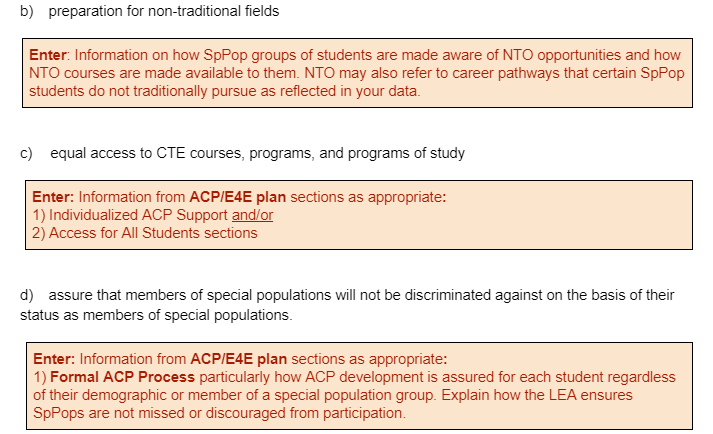 b) preparation for non-traditional fields
Enter: Information on how SpPop groups of students are made aware of NTO opportunities and how
NTO courses are made available to them. NTO may also refer to career pathways that certain SpPop
students do not traditionally pursue as reflected in your data.
c) equal access to CTE courses, programs, and programs of study
Enter: Information from ACP/E4E plan sections as appropriate:
1) Individualized ACP Support and/or
2) Access for All Students sections
d) assure that members of special populations will not be discriminated against on the basis of their
status as members of special populations.
Enter: Information from ACP/E4E plan sections as appropriate:
1) Formal ACP Process particularly how ACP development is assured for each student regardless
of their demographic or member of a special population group. Explain how the LEA ensures
SpPops are not missed or discouraged from participation.